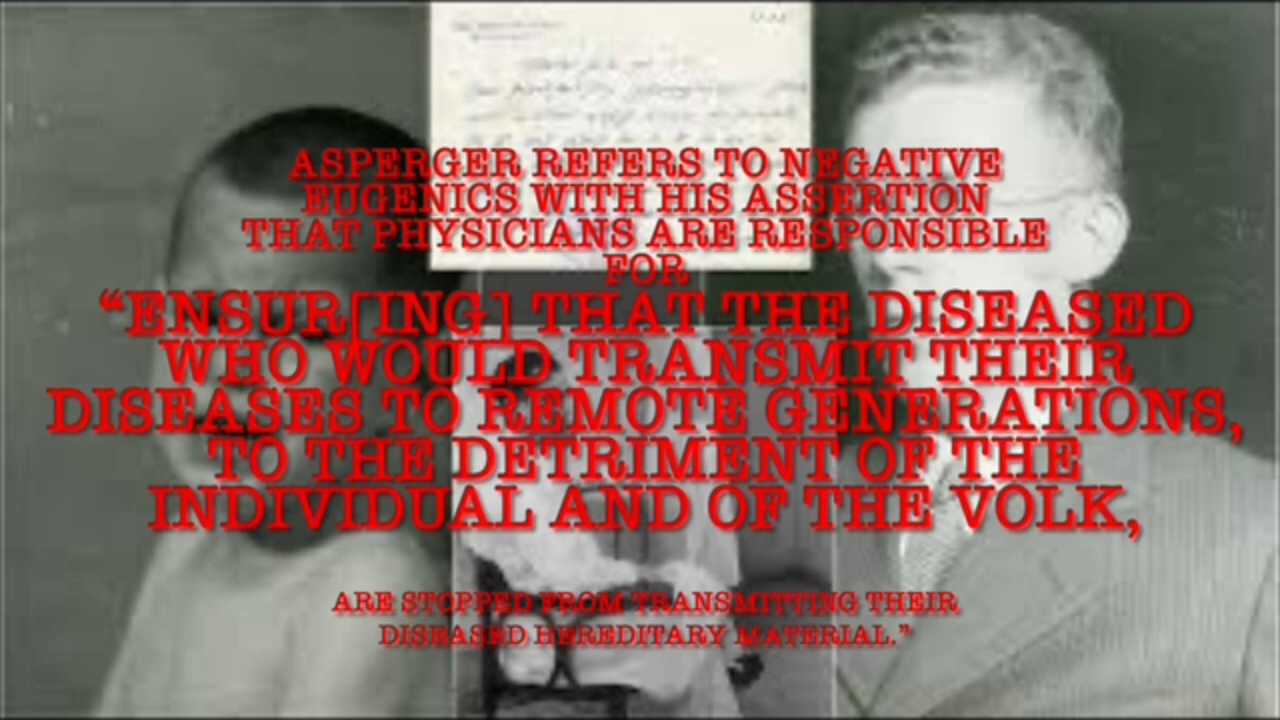 ASPERGER REFERS TO NEGATIVE
EUGENICS WITH HIS ASSERTION
THAT PHYSICIANS ARE RESPONSIBLE
FOR
“ENSUR[ING] THAT THE DISEASED
WHO WOULD TRANSMIT THEIR
DISEASES TO REMOTE GENERATIONS,
TO THE DETRIMENT OF THE
INDIVIDUAL AND OF THE VOLK,
ARE STOPPED FROM TRANSMITTING THEIR
DISEASED HEREDITARY MATERIAL.”